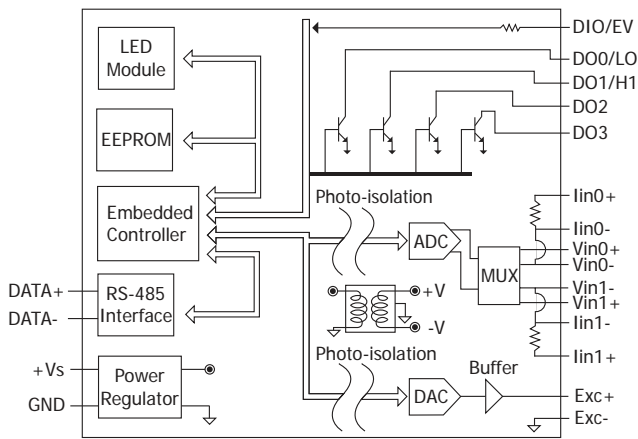 LED
Module
EEPROM
Embedded
Controller
RS-485
Interface
Power
Regulator
DATA+
DATA-
+Vs
GND
Photo-isolation
ADC
MUX
+V
-V
Photo-isolation
DAC
Buffer
DIO/EV
DO0/LO
DO1/H1
DO2
DO3
Iin0+
Iin0-
Vin0+
Vin0-
Vin1-
Vin1+
Iin1-
Iin1+
Exc+
Exc-